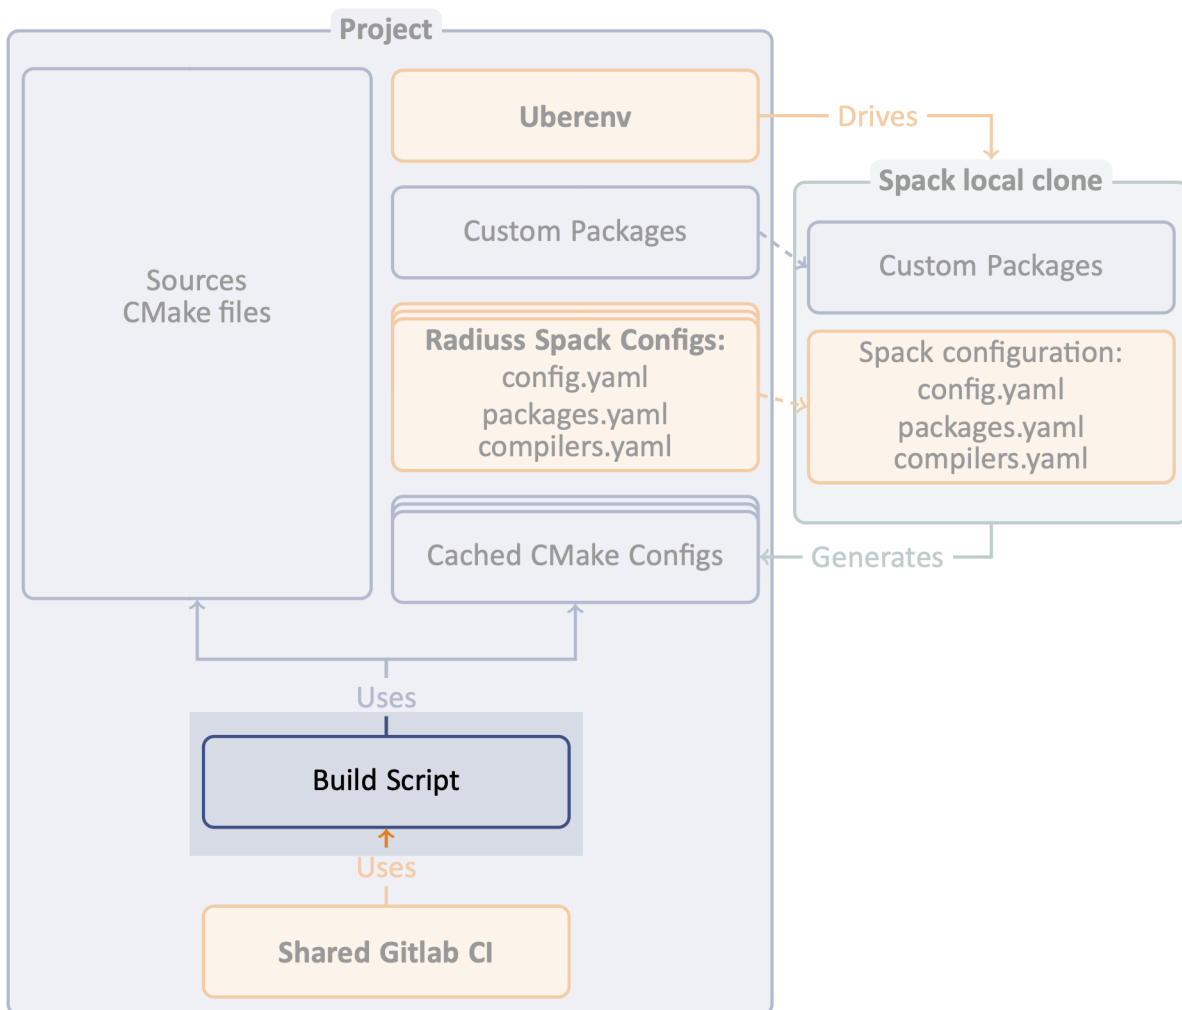 Project
Sources
CMake files
Uberenv
Drives
Custom Packages
Radiuss Spack Configs:
config.yaml
packages.yaml
compilers.yaml
Cached CMake Configs
Spack local clone
Custom Packages
Spack configuration:
config.yaml
packages.yaml
compilers.yaml
Generates
Uses
Build Script
Uses
Shared Gitlab CI